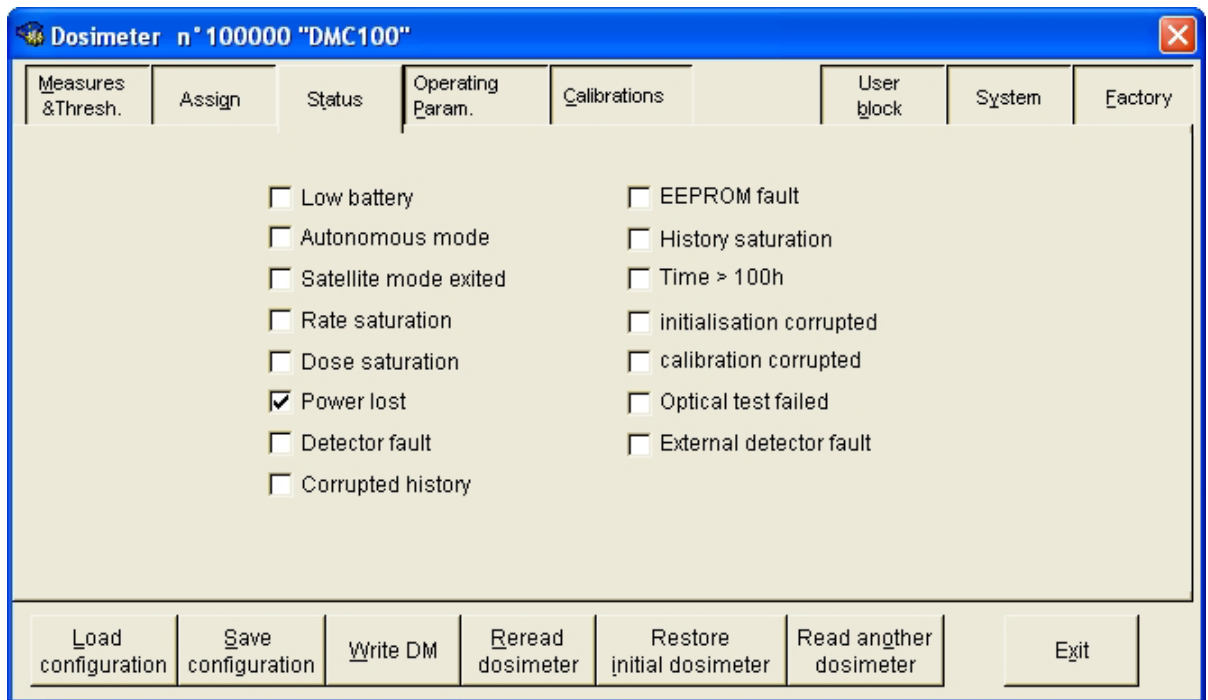 Dosimeter n°100000 "DMC100"
Measures
&Thresh.
Assign
Status
Operating
Param.
Calibrations
User
block
System
Factory
Low battery
Autonomous mode
Satellite mode exited
Rate saturation
Dose saturation
Power lost
Detector fault
Corrupted history
EEPROM fault
History saturation
Time > 100h
initialisation corrupted
calibration corrupted
Optical test failed
External detector fault
Load
configuration
Save
configuration
Write DM
Reread
dosimeter
Restore
initial dosimeter
Read another
dosimeter
Exit